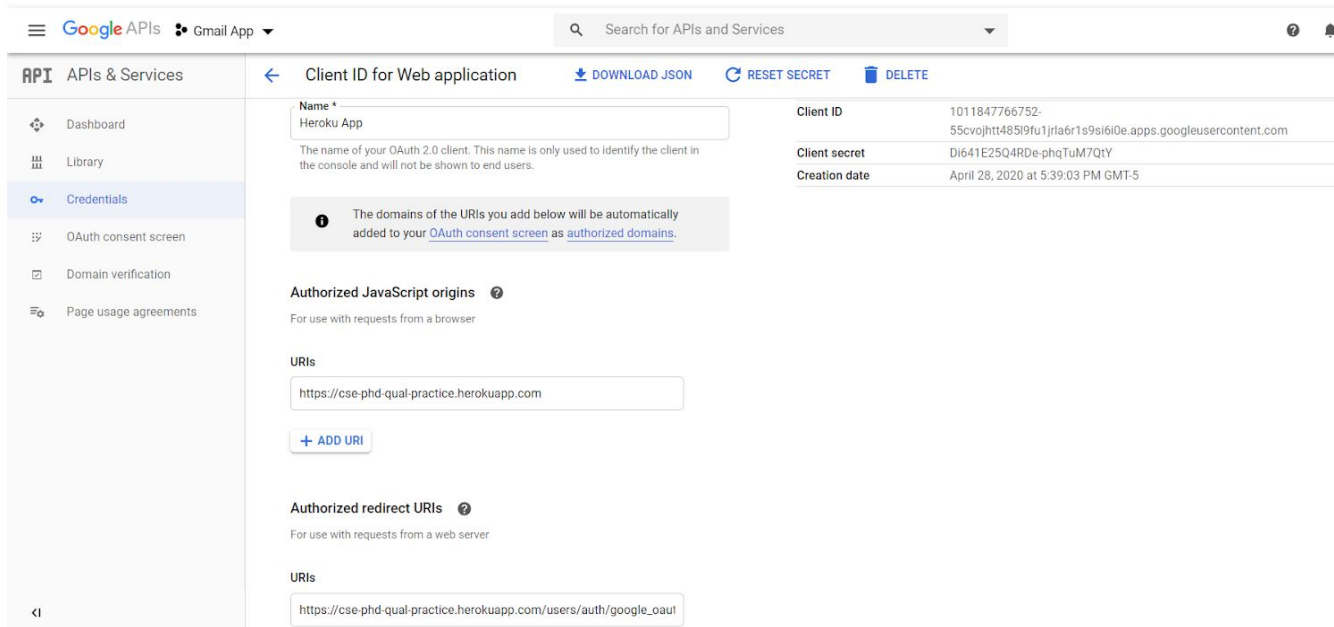 Google APIs Gmail App Search for APIs and Services
API APIs & Services
Client ID for Web application DOWNLOAD JSON RESET SECRET DELETE
Dashboard
Library
Credentials
OAuth consent screen
Domain verification
Page usage agreements
Name *
Heroku App
The name of your OAuth 2.0 client. This name is only used to identify the client in
the console and will not be shown to end users.
The domains of the URIs you add below will be automatically
added to your OAuth consent screen as authorized domains.
Authorized JavaScript origins
For use with requests from a browser
URIs
https://cse-phd-qual-practice.herokuapp.com
+ ADD URI
Authorized redirect URIs
For use with requests from a web server
URIs
https://cse-phd-qual-practice.herokuapp.com/users/auth/google_oaut
Client ID 1011847766752-
55cvojhtt485l9fu1jrla6r1s9si6i0e.apps.googleusercontent.com
Client secret Di641E25Q4RDe-phqTuM7QtY
Creation date April 28, 2020 at 5:39:03 PM GMT-5